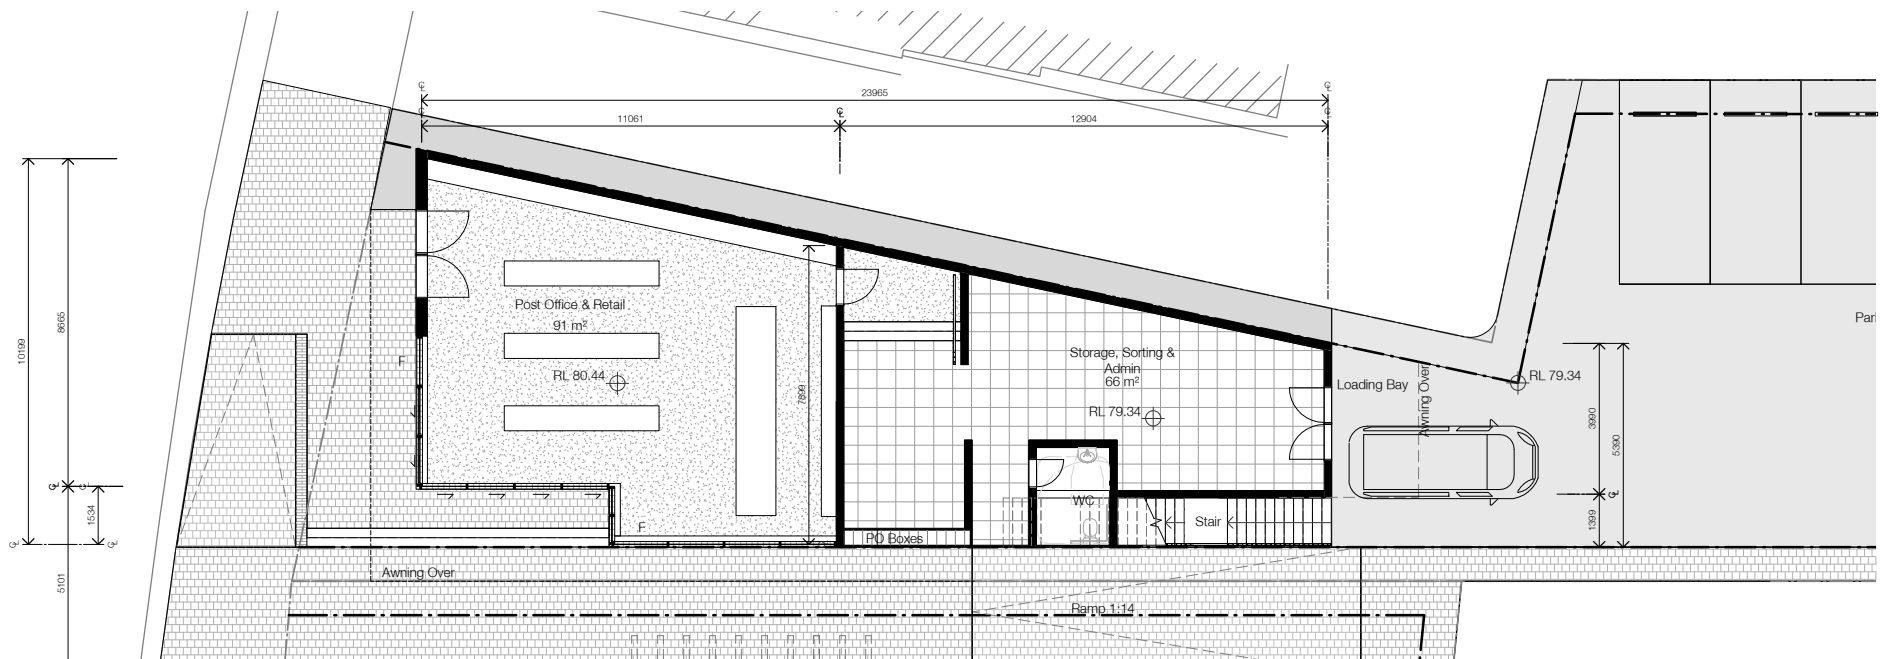 23965
11061
12904
10199
8665
Post Office & Retail
91 m²
F
RL 80.44
7899
Storage, Sorting &
Admin
66 m²
RL 79.34
Loading Bay
Awning Over
RL 79.34
Par
3990
5390
1399
1534
5101
WC
Stair
F
PO Boxes
Awning Over
Ramp 1:14